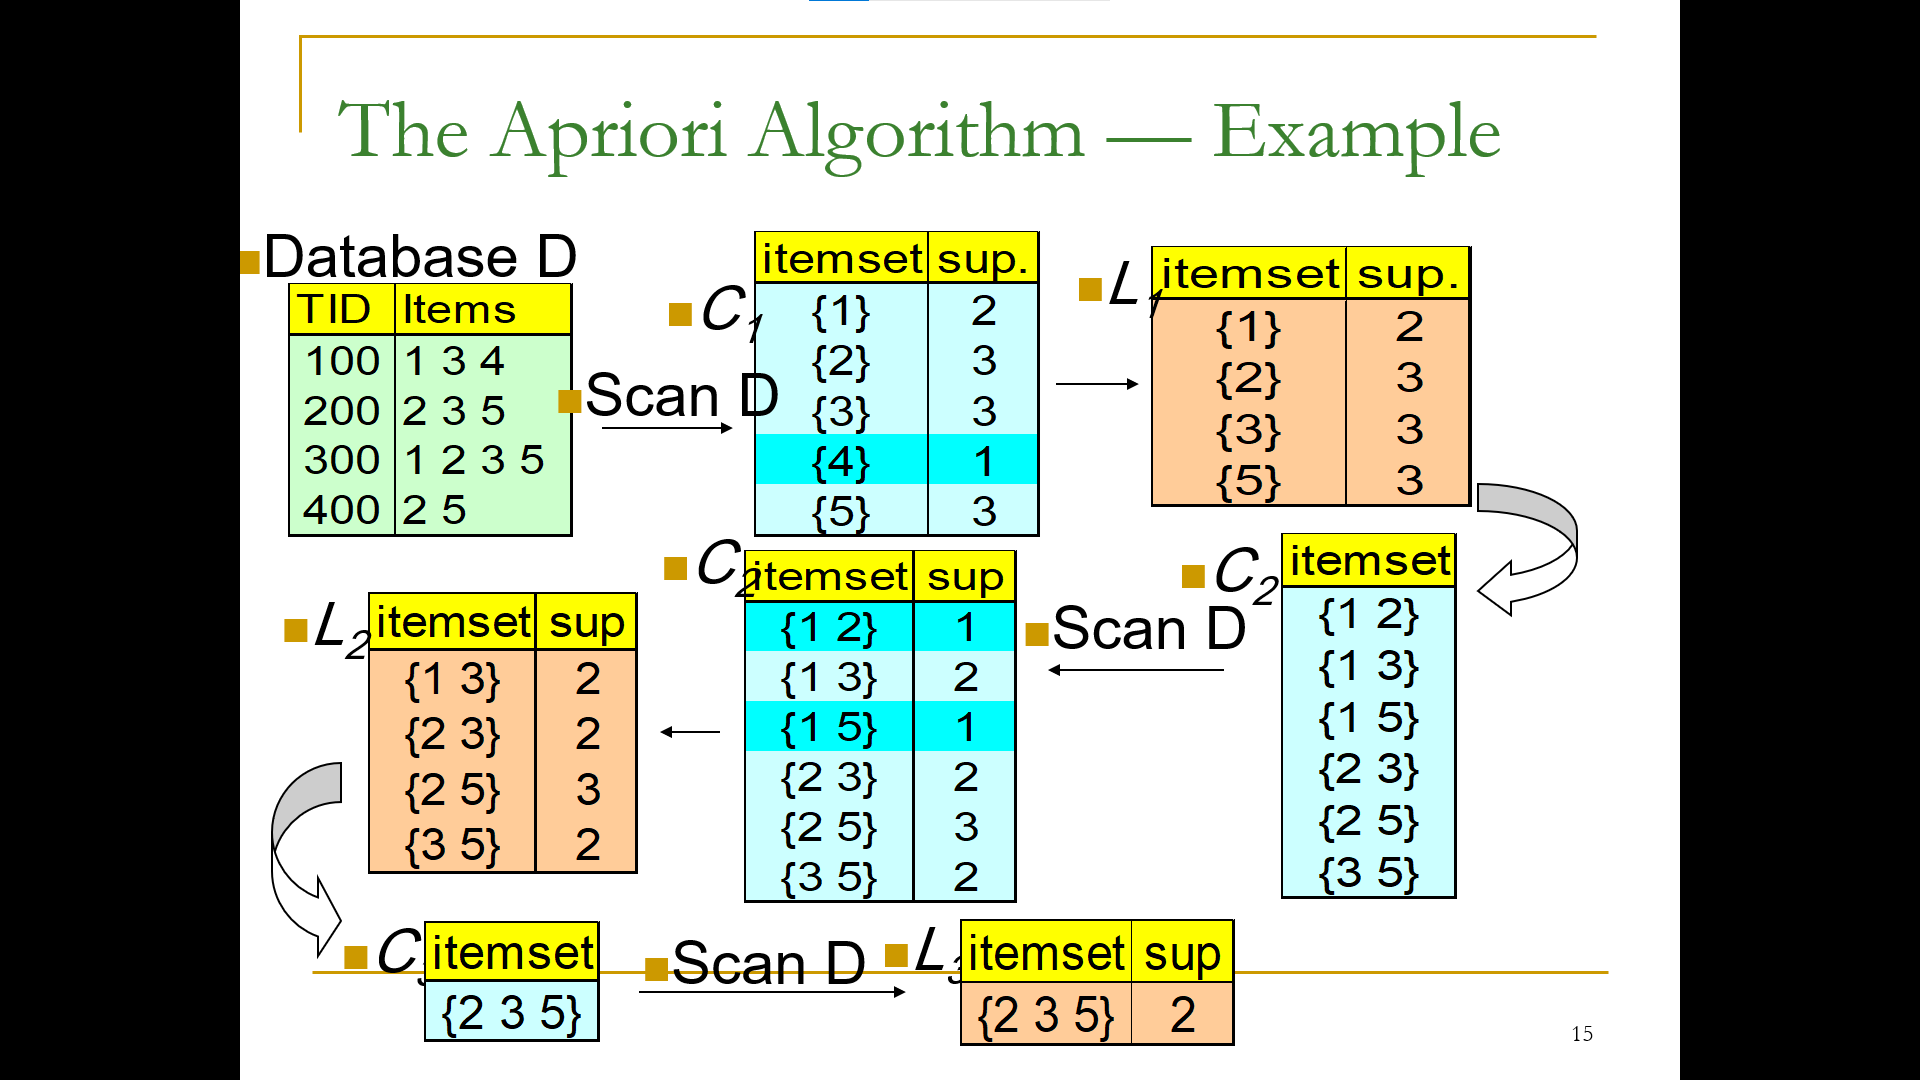 The Apriori Algorithm — Example
Database D
TID Items
100 1 3 4
200 2 3 5
300 1 2 3 5
400 2 5
Scan D
C1
itemset sup.
{1} 2
{2} 3
{3} 3
{4} 1
{5} 3
L1
itemset sup.
{1} 2
{2} 3
{3} 3
{5} 3
C2
itemset
{1 2}
{1 3}
{1 5}
{2 3}
{2 5}
{3 5}
Scan D
C2
itemset sup
{1 2} 1
{1 3} 2
{1 5} 1
{2 3} 2
{2 5} 3
{3 5} 2
L2
itemset sup
{1 3} 2
{2 3} 2
{2 5} 3
{3 5} 2
C3
itemset
{2 3 5}
Scan D
L3
itemset sup
{2 3 5} 2
15